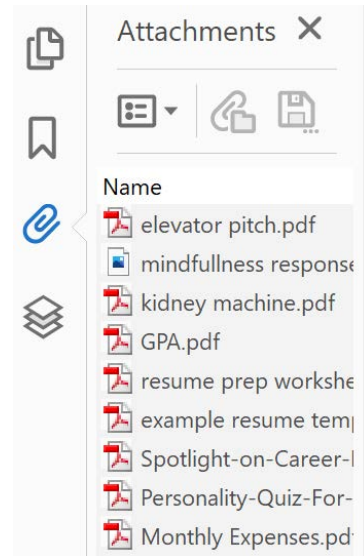 Attachments
Name
elevator pitch.pdf
mindfullness response
kidney machine.pdf
GPA.pdf
resume prep workshe
example resume tem
Spotlight-on-Career-
Personality-Quiz-For-
Monthly Expenses.pd